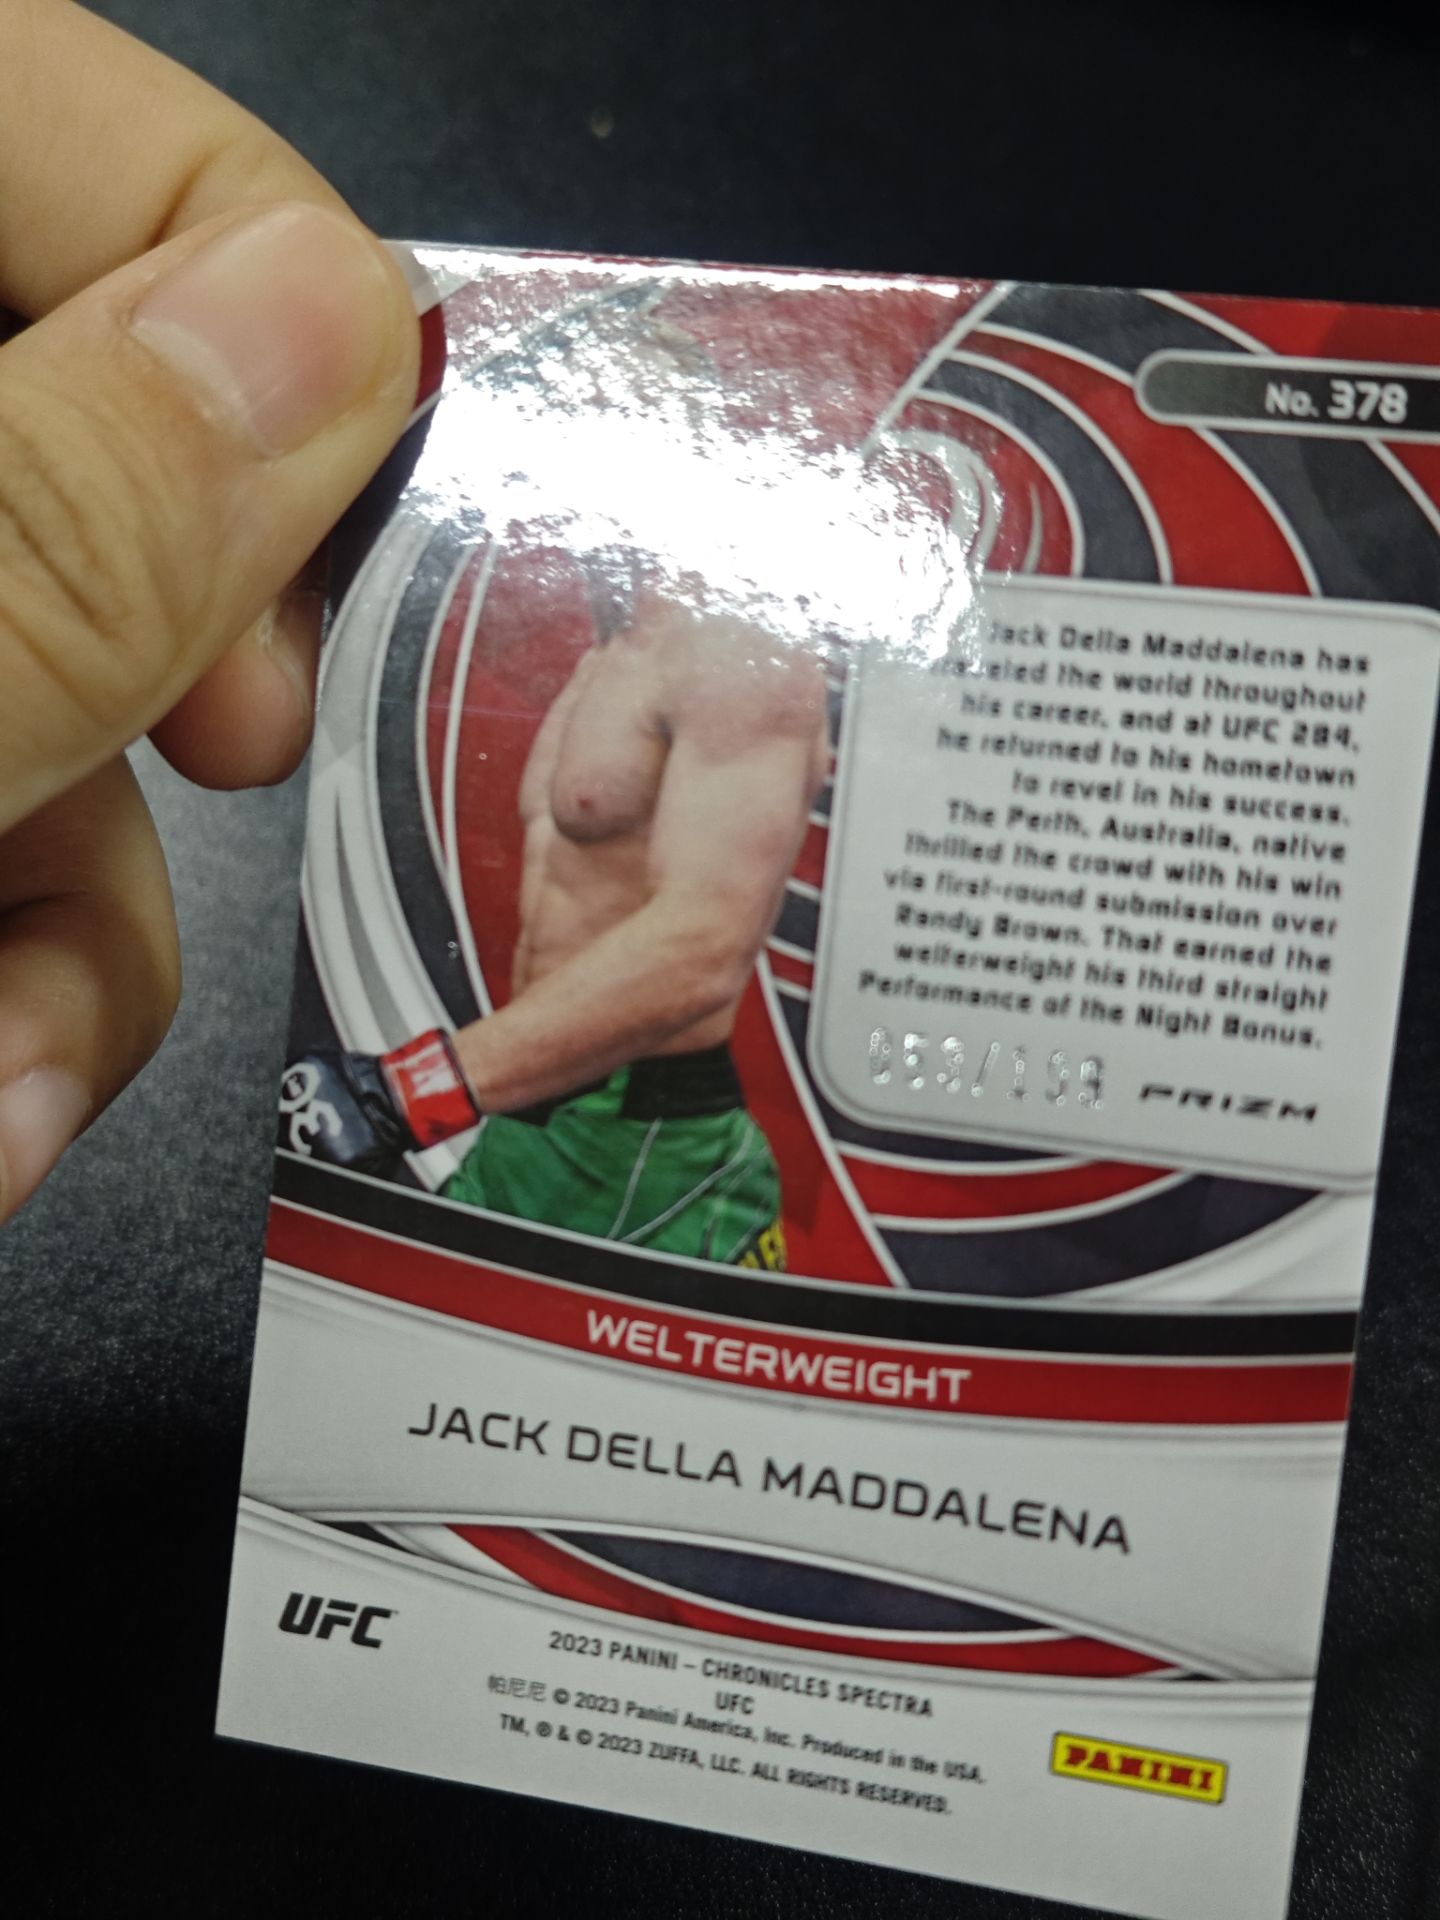 No. 378
Jack Della Maddalena has
traveled the world throughout
his career, and at UFC 284,
he returned to his hometown
to revel in his success.
The Perth, Australia, native
thrilled the crowd with his win
via first-round submission over
Randy Brown. That earned the
welterweight his third straight
Performance of the Night Bonus.
053/199
PRIZM
WELTERWEIGHT
JACK DELLA MADDALENA
UFC
2023 PANINI – CHRONICLES SPECTRA
UFC
帕尼尼 © 2023 Panini America, Inc. Produced in the USA.
TM, ® & © 2023 ZUFFA, LLC. ALL RIGHTS RESERVED.
PANINI